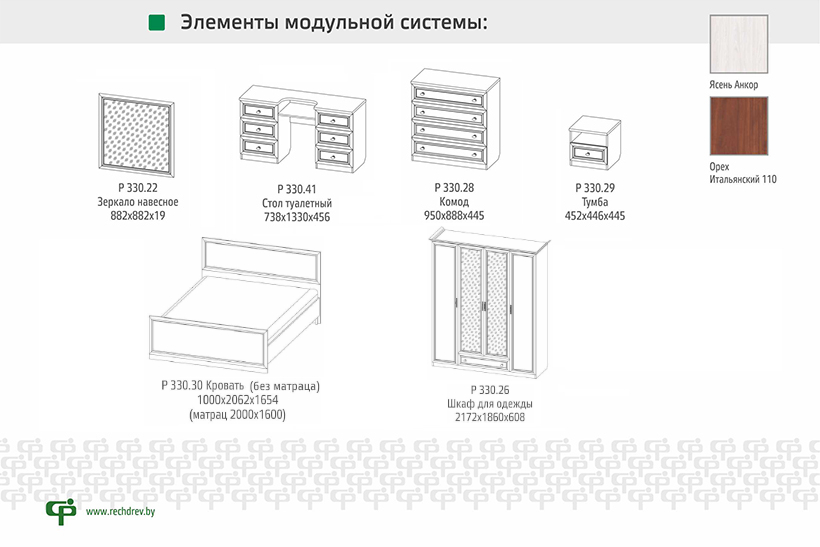 Элементы модульной системы:
Ясень Анкор
Орех
Итальянский 110
Р 330.22
Зеркало навесное
882х882х19
Р 330.41
Стол туалетный
738х1330х456
Р 330.28
Комод
950х888х445
Р 330.29
Тумба
452х446х445
Р 330.30 Кровать (без матраца)
1000х2062х1654
(матрац 2000х1600)
Р 330.26
Шкаф для одежды
2172х1860х608
www.rechdrev.by